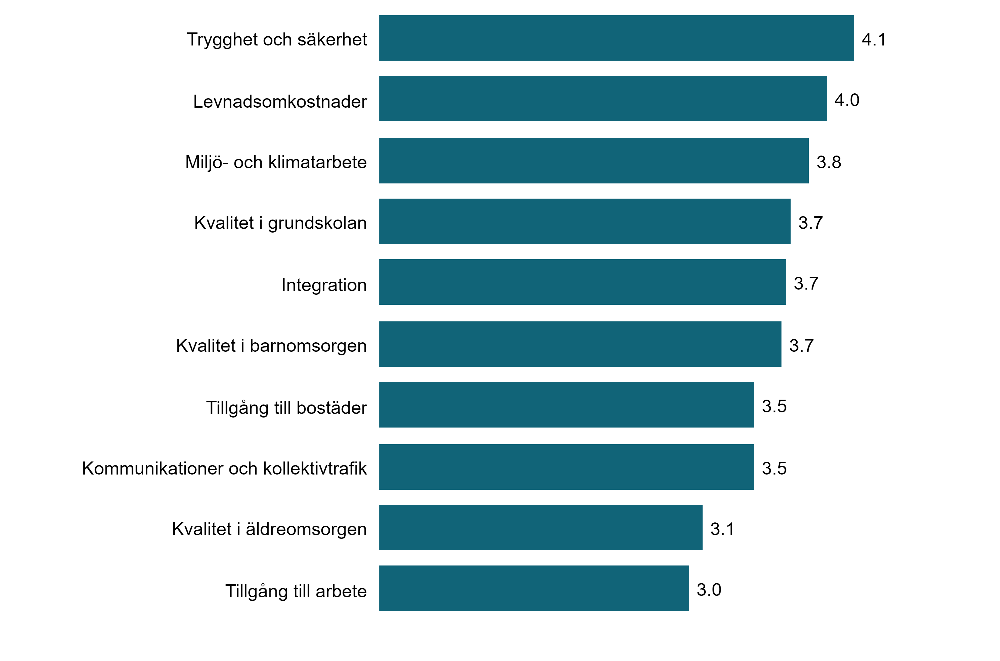 Trygghet och säkerhet 4.1
Levnadsomkostnader 4.0
Miljö- och klimatarbete 3.8
Kvalitet i grundskolan 3.7
Integration 3.7
Kvalitet i barnomsorgen 3.7
Tillgång till bostäder 3.5
Kommunikationer och kollektivtrafik 3.5
Kvalitet i äldreomsorgen 3.1
Tillgång till arbete 3.0